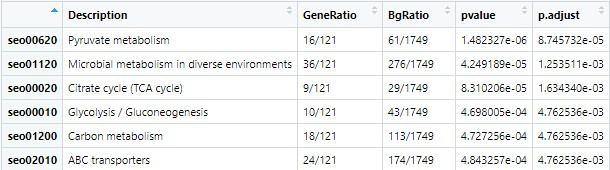 Description GeneRatio BgRatio pvalue p.adjust
seo00620 Pyruvate metabolism 16/121 61/1749 1.482327e-06 8.745732e-05
seo01120 Microbial metabolism in diverse environments 36/121 276/1749 4.249189e-05 1.253511e-03
seo00020 Citrate cycle (TCA cycle) 9/121 29/1749 8.310206e-05 1.634340e-03
seo00010 Glycolysis / Gluconeogenesis 10/121 43/1749 4.698005e-04 4.762536e-03
seo01200 Carbon metabolism 18/121 113/1749 4.727256e-04 4.762536e-03
seo02010 ABC transporters 24/121 174/1749 4.843257e-04 4.762536e-03